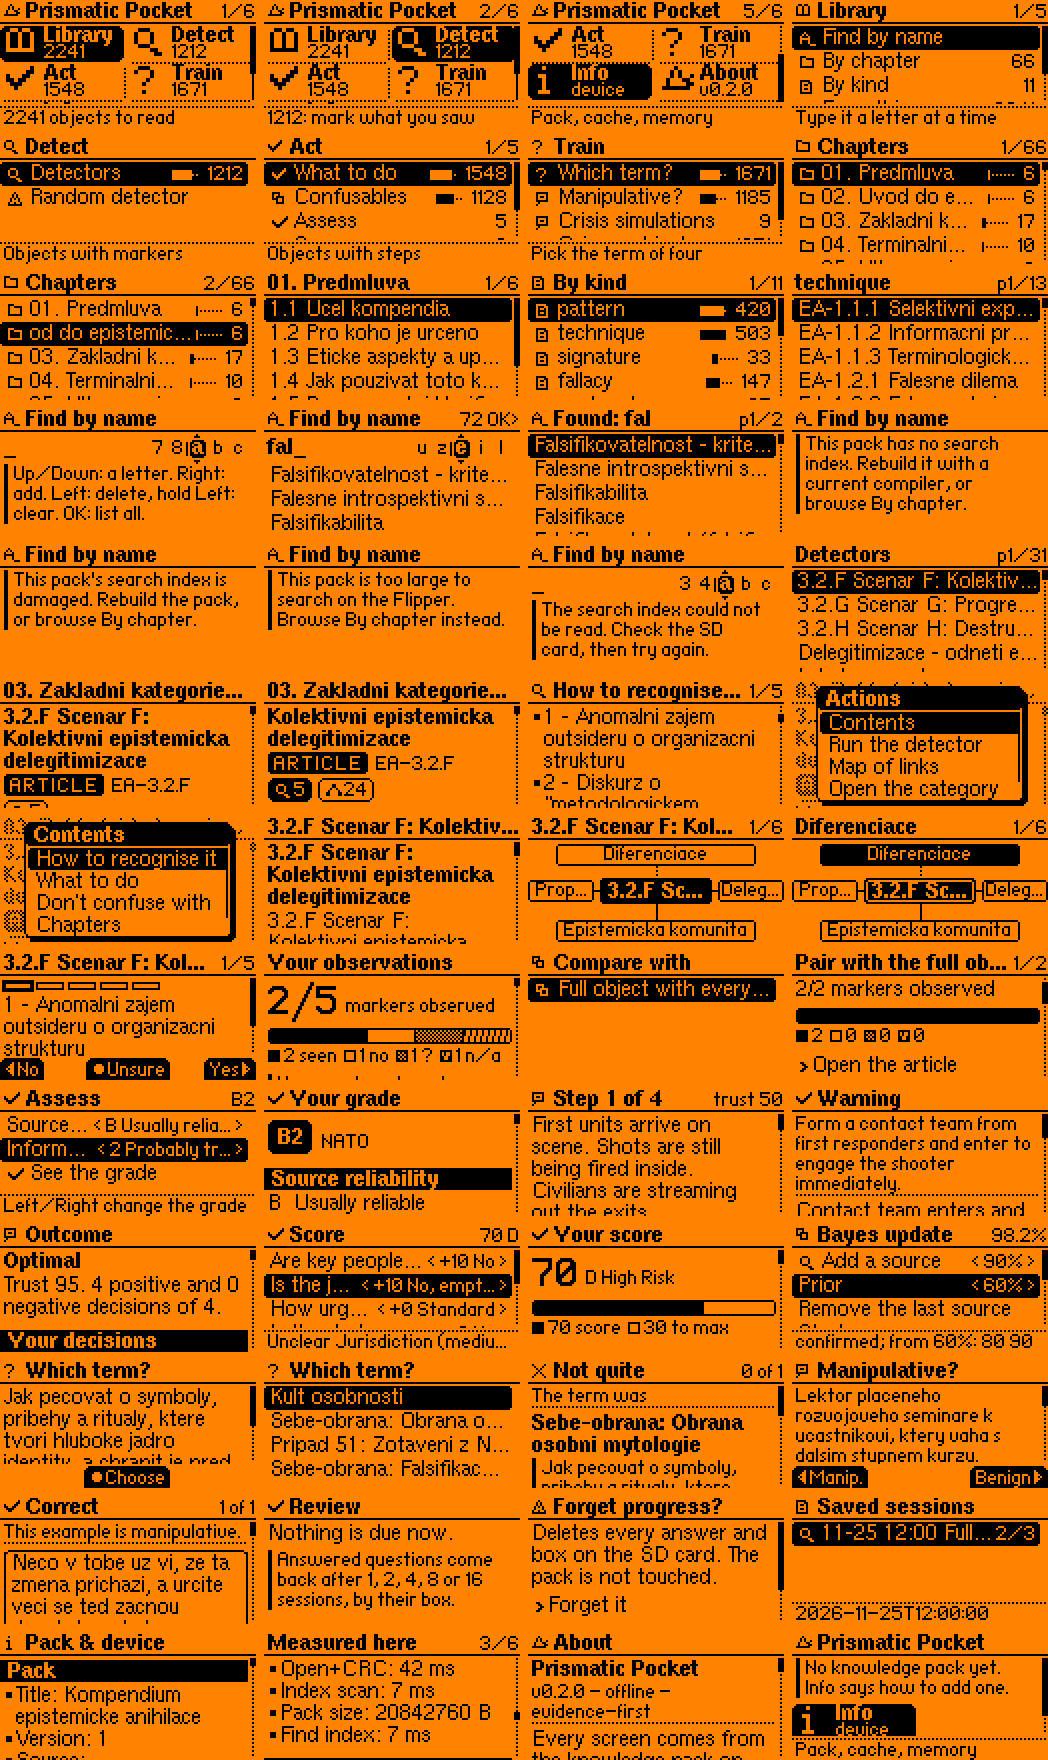 Prismatic Pocket 1/6
Library
2241
Detect
1212
Act
1548
Train
1671
2241 objects to read
Prismatic Pocket 2/6
Library
2241
Detect
1212
Act
1548
Train
1671
1212: mark what you saw
Prismatic Pocket 5/6
Act
1548
Train
1671
Info
device
About
v0.2.0
Pack, cache, memory
Library 1/5
Find by name
By chapter 66
By kind 11
Type it a letter at a time
Detect
Detectors 1212
Random detector
Objects with markers
Act 1/5
What to do 1548
Confusables 1128
Assess 5
Objects with steps
Train
Which term? 1671
Manipulative? 1185
Crisis simulations 9
Pick the term of four
Chapters 1/66
01. Predmluva 6
02. Uvod do e... 6
03. Zakladni k... 17
04. Terminalni... 10
Chapters 2/66
01. Predmluva 6
od do epistemic... 6
03. Zakladni k... 17
04. Terminalni... 10
01. Predmluva 1/6
1.1 Ucel kompendia
1.2 Pro koho je urceno
1.3 Eticke aspekty a up...
1.4 Jak pouzivat toto k...
By kind 1/11
pattern 420
technique 503
signature 33
fallacy 147
technique p1/13
EA-1.1.1 Selektivni exp...
EA-1.1.2 Informacni pr...
EA-1.1.3 Terminologick...
EA-1.2.1 Falesne dilema
Find by name
_ 7 8 a b c
Up/Down: a letter. Right:
add. Left: delete, hold Left:
clear. OK: list all.
Find by name 72 OK>
fal_ u z e i l
Falsifikovatelnost - krite...
Falesne introspektivni s...
Falsifikabilita
Found: fal p1/2
Falsifikovatelnost - krite...
Falesne introspektivni s...
Falsifikabilita
Falsifikace
Find by name
This pack has no search
index. Rebuild it with a
current compiler, or
browse By chapter.
Find by name
This pack's search index is
damaged. Rebuild the pack,
or browse By chapter.
Find by name
This pack is too large to
search on the Flipper.
Browse By chapter instead.
Find by name
_ 3 4 a b c
The search index could not
be read. Check the SD
card, then try again.
Detectors p1/31
3.2.F Scenar F: Kolektiv...
3.2.G Scenar G: Progre...
3.2.H Scenar H: Destru...
Delegitimizace - odneti e...
03. Zakladni kategorie...
3.2.F Scenar F:
Kolektivni epistemicka
delegitimizace
ARTICLE EA-3.2.F
03. Zakladni kategorie...
Kolektivni epistemicka
delegitimizace
ARTICLE EA-3.2.F
5 24
How to recognise... 1/5
1 - Anomalni zajem
outsideru o organizacni
strukturu
2 - Diskurz o
"metodologickem
Actions
Contents
Run the detector
Map of links
Open the category
Contents
How to recognise it
What to do
Don't confuse with
Chapters
3.2.F Scenar F: Kolektiv...
3.2.F Scenar F:
Kolektivni epistemicka
delegitimizace
3.2.F Scenar F:
Kolektivni epistemicka
3.2.F Scenar F: Kol... 1/6
Diferenciace
Prop... 3.2.F Sc... Deleg...
Epistemicka komunita
Diferenciace 1/6
Diferenciace
Prop... 3.2.F Sc... Deleg...
Epistemicka komunita
3.2.F Scenar F: Kol... 1/5
1 - Anomalni zajem
outsideru o organizacni
strukturu
No Unsure Yes
Your observations
2/5 markers observed
2 seen 1 no 1 ? 1 n/a
Compare with
Full object with every...
Pair with the full ob... 1/2
2/2 markers observed
2 0 0 0
> Open the article
Assess B2
Source... < B Usually relia... >
Inform... < 2 Probably tr... >
See the grade
Left/Right change the grade
Your grade
B2 NATO
Source reliability
B Usually reliable
Step 1 of 4 trust 50
First units arrive on
scene. Shots are still
being fired inside.
Civilians are streaming
out the exits
Warning
Form a contact team from
first responders and enter to
engage the shooter
immediately.
Contact team enters and
Outcome
Optimal
Trust 95. 4 positive and 0
negative decisions of 4.
Your decisions
Score 70 D
Are key people... < +10 No >
Is the j... < +10 No, empt... >
How urg... < +0 Standard >
Unclear Jurisdiction (mediu...
Your score
70 D High Risk
70 score 30 to max
Bayes update 98.2%
Add a source < 90% >
Prior < 60% >
Remove the last source
confirmed; from 60%: 80 90
Which term?
Jak pecovat o symboly,
pribehy a ritualy, ktere
tvori hluboke jadro
identity, a chranit je pred
Choose
Which term?
Kult osobnosti
Sebe-obrana: Obrana o...
Pripad 51: Zotaveni z N...
Sebe-obrana: Falsifikac...
Not quite 0 of 1
The term was
Sebe-obrana: Obrana
osobni mytologie
Jak pecovat o symboly,
pribehy a ritualy, ktere
Manipulative?
Lektor placeneho
rozvojoveho seminare k
ucastnikovi, ktery vaha s
dalsim stupnem kurzu.
Manip. Benign
Correct 1 of 1
This example is manipulative.
Neco v tobe uz vi, ze ta
zmena prichazi, a urcite
veci se ted zacnou
Review
Nothing is due now.
Answered questions come
back after 1, 2, 4, 8 or 16
sessions, by their box.
Forget progress?
Deletes every answer and
box on the SD card. The
pack is not touched.
> Forget it
Saved sessions
11-25 12:00 Full... 2/3
2026-11-25T12:00:00
Pack & device
Pack
Title: Kompendium
epistemicke anihilace
Version: 1
Source:
Measured here 3/6
Open+CRC: 42 ms
Index scan: 7 ms
Pack size: 20842760 B
Find index: 7 ms
About
Prismatic Pocket
v0.2.0 - offline -
evidence-first
Every screen comes from
the knowledge pack on
Prismatic Pocket
No knowledge pack yet.
Info says how to add one.
Info
device
Pack, cache, memory